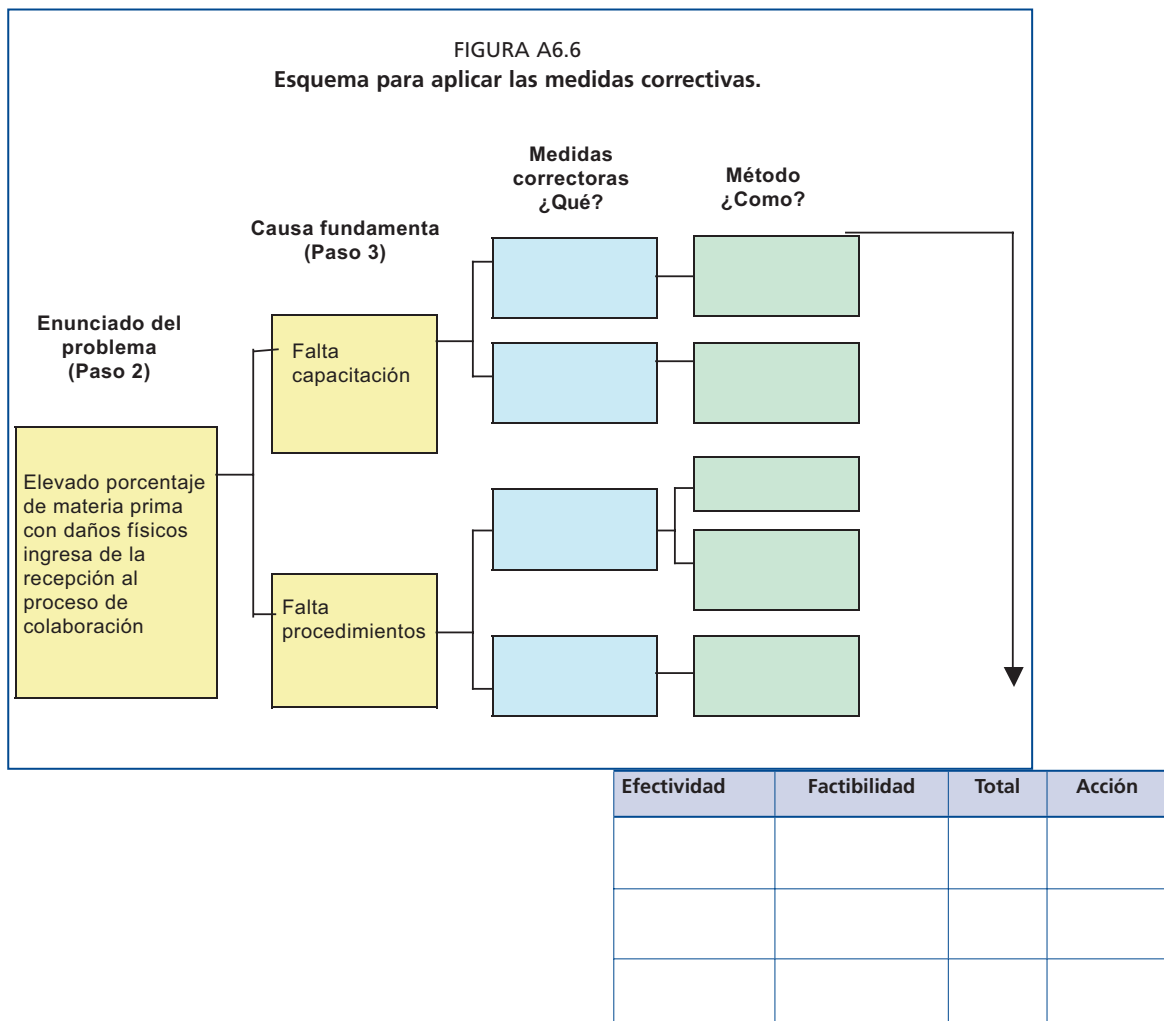 FIGURA A6.6
Esquema para aplicar las medidas correctivas.
Medidas
correctoras
¿Qué?
Método
¿Como?
Causa fundamenta
(Paso 3)
Enunciado del
problema
(Paso 2)
Falta
capacitación
Elevado porcentaje
de materia prima
con daños físicos
ingresa de la
recepción al
proceso de
colaboración
Falta
procedimientos
Efectividad Factibilidad Total Acción